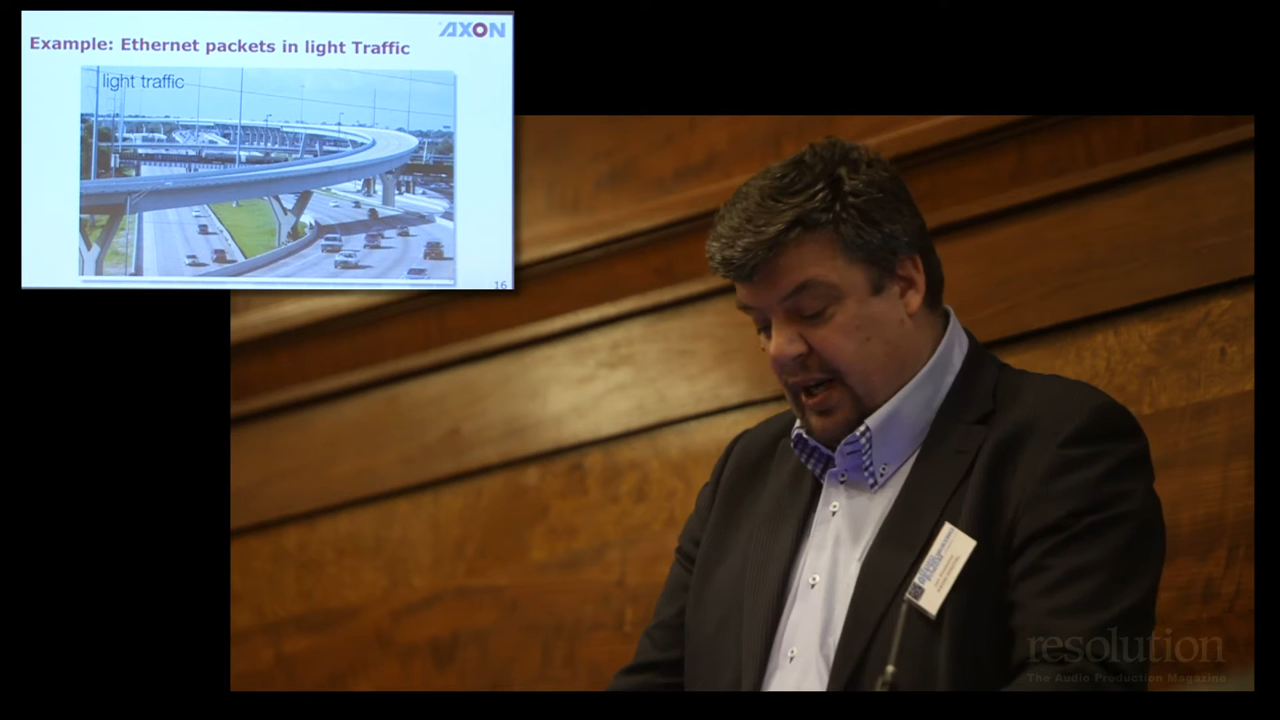 AXON
Example: Ethernet packets in light Traffic
light traffic
16
resolution
The Audio Production Magazine